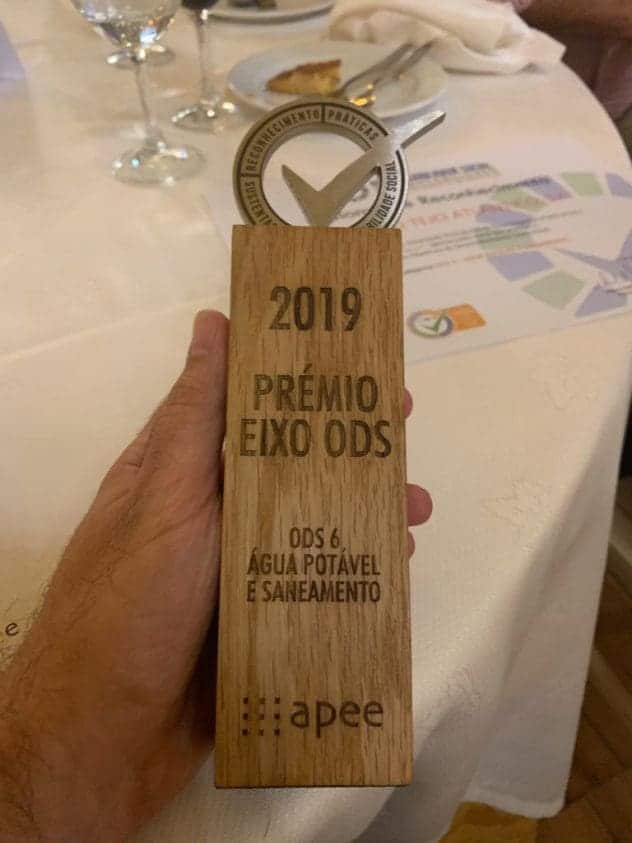 RECONHECIMENTO PRÁTICAS
2019
PRÉMIO
EIXO ODS
ODS 6
ÁGUA POTÁVEL
E SANEAMENTO
apee